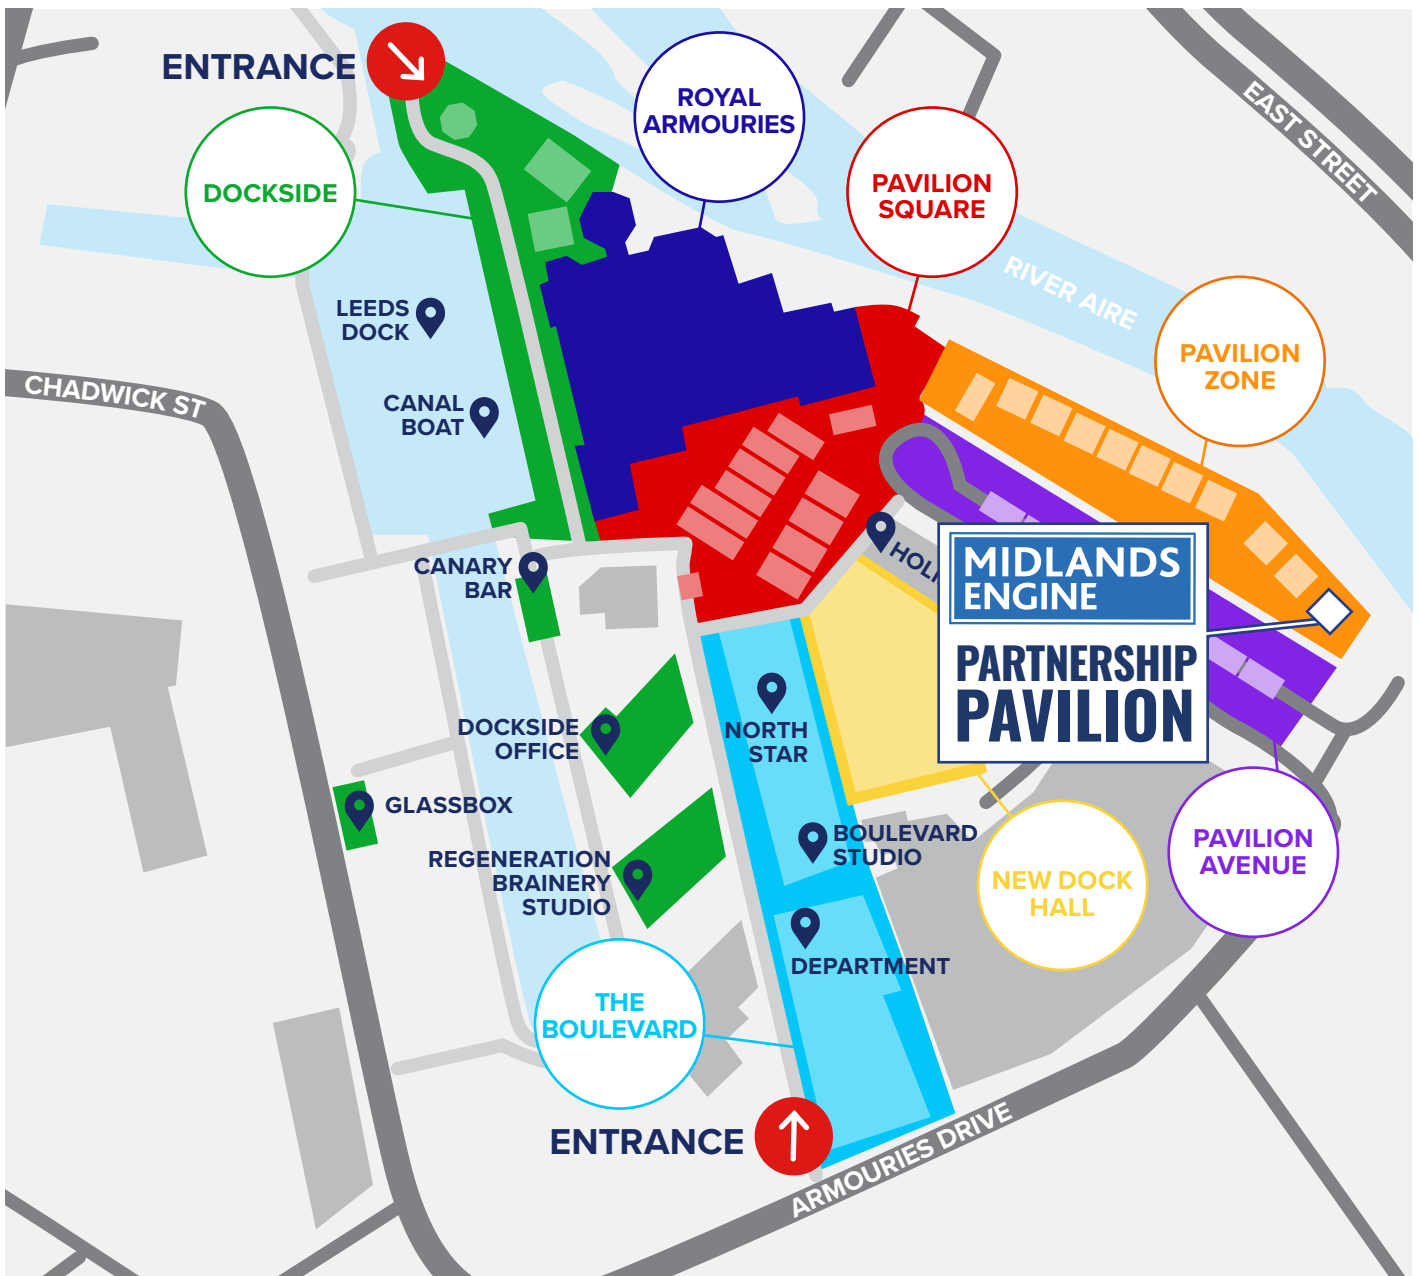 ENTRANCE
ROYAL
ARMOURIES
EAST STREET
DOCKSIDE
PAVILION
SQUARE
RIVER AIRE
LEEDS
DOCK
PAVILION
ZONE
CHADWICK ST
CANAL
BOAT
CANARY
BAR
MIDLANDS
ENGINE
PARTNERSHIP
PAVILION
DOCKSIDE
OFFICE
NORTH
STAR
GLASSBOX
BOULEVARD
STUDIO
PAVILION
AVENUE
REGENERATION
BRAINERY
STUDIO
NEW DOCK
HALL
DEPARTMENT
THE
BOULEVARD
ENTRANCE
ARMOURIES DRIVE